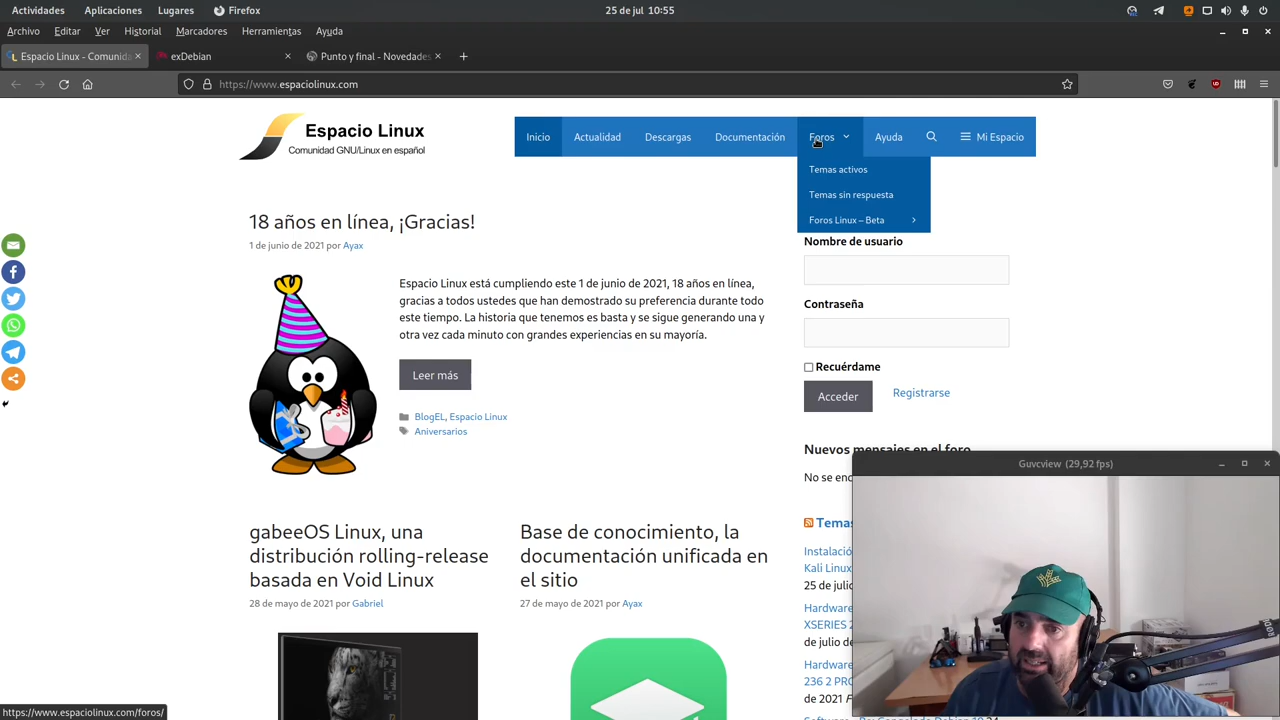 Actividades Aplicaciones Lugares Firefox 25 de jul 10:55
Archivo Editar Ver Historial Marcadores Herramientas Ayuda
Espacio Linux – Comunida exDebian Punto y final - Novedades
https://www.espaciolinux.com
Espacio Linux
Comunidad GNU/Linux en español
Inicio Actualidad Descargas Documentación Foros Ayuda Mi Espacio
Temas activos
Temas sin respuesta
Foros Linux – Beta
18 años en línea, ¡Gracias!
1 de junio de 2021 por Ayax
Espacio Linux está cumpliendo este 1 de junio de 2021, 18 años en línea,
gracias a todos ustedes que han demostrado su preferencia durante todo
este tiempo. La historia que tenemos es basta y se sigue generando una y
otra vez cada minuto con grandes experiencias en su mayoría.
Leer más
BlogEL, Espacio Linux
Aniversarios
Nombre de usuario
Contraseña
Recuérdame
Acceder Registrarse
Nuevos mensajes en el foro
No se enc
Guvcview (29,92 fps)
Temas
Instalació
Kali Linux
25 de julio
Hardware
XSERIES 2
de julio de
Hardware
236 2 PRO
de 2021
gabeeOS Linux, una
distribución rolling-release
basada en Void Linux
28 de mayo de 2021 por Gabriel
Base de conocimiento, la
documentación unificada en
el sitio
27 de mayo de 2021 por Ayax
https://www.espaciolinux.com/foros/